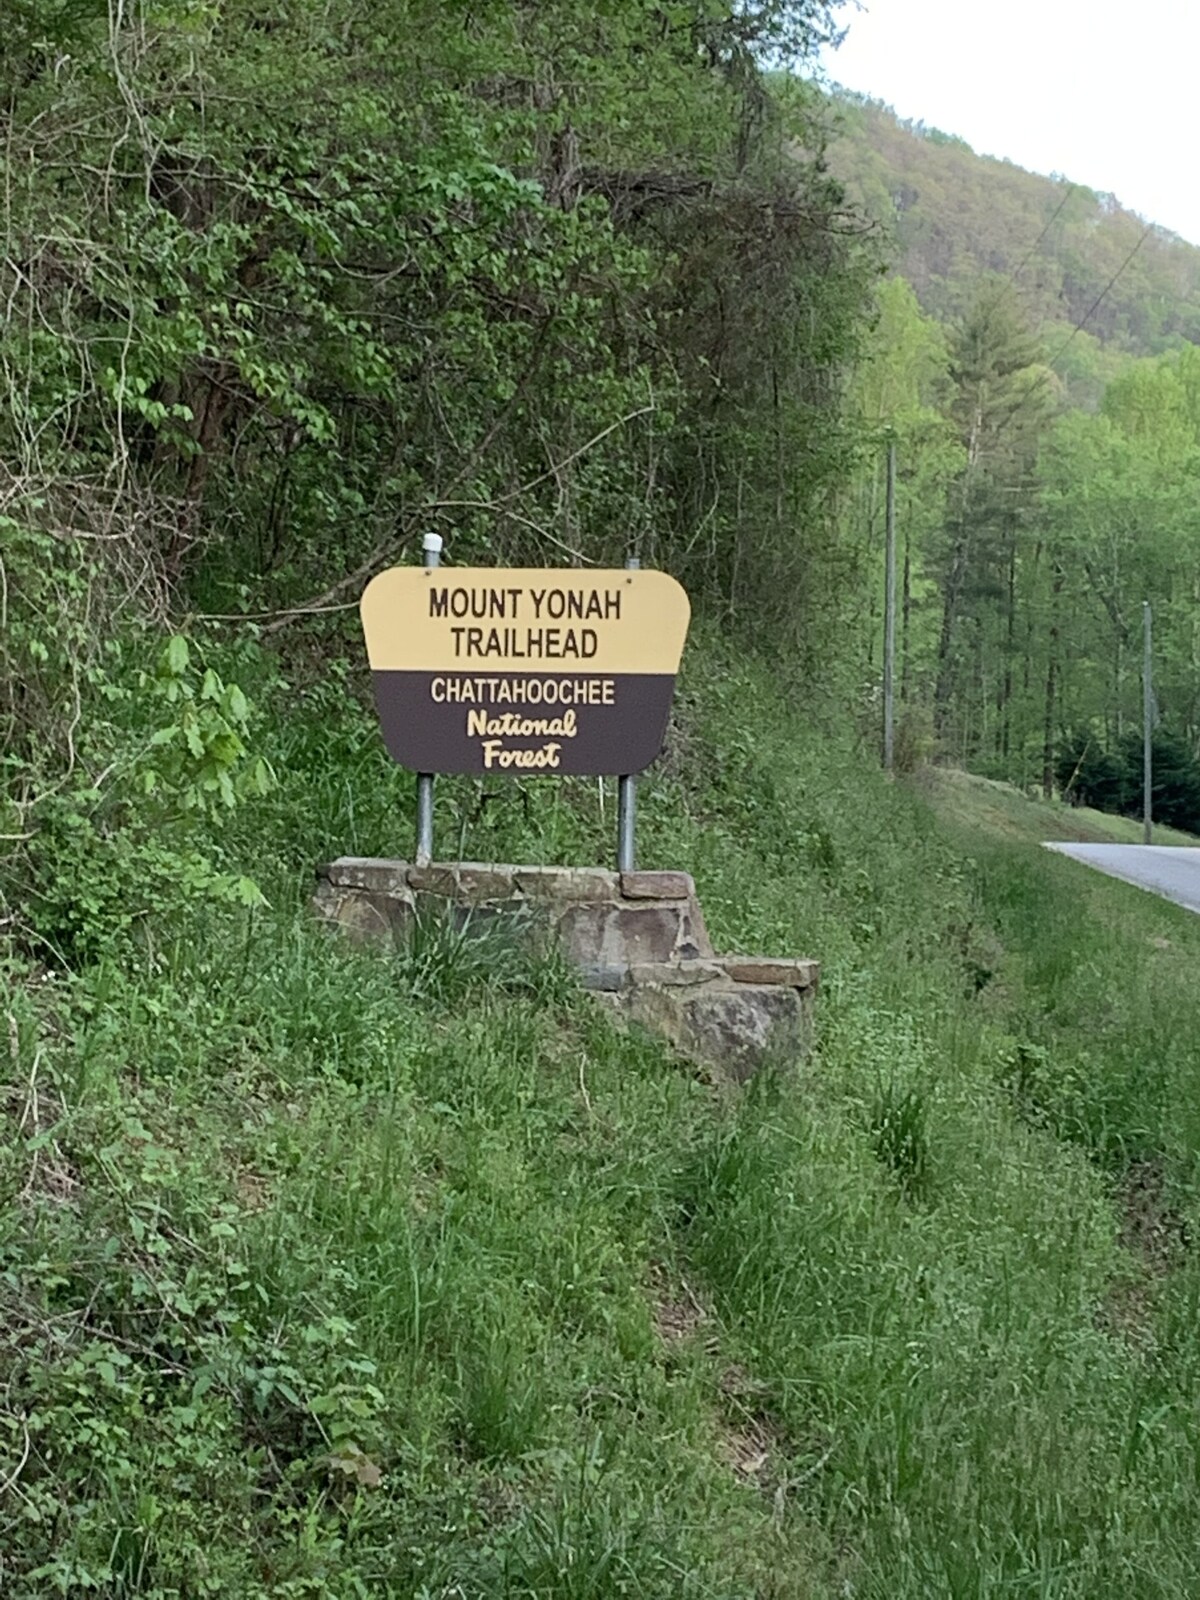 MOUNT YONAH
TRAILHEAD
CHATTAHOOCHEE
National
Forest